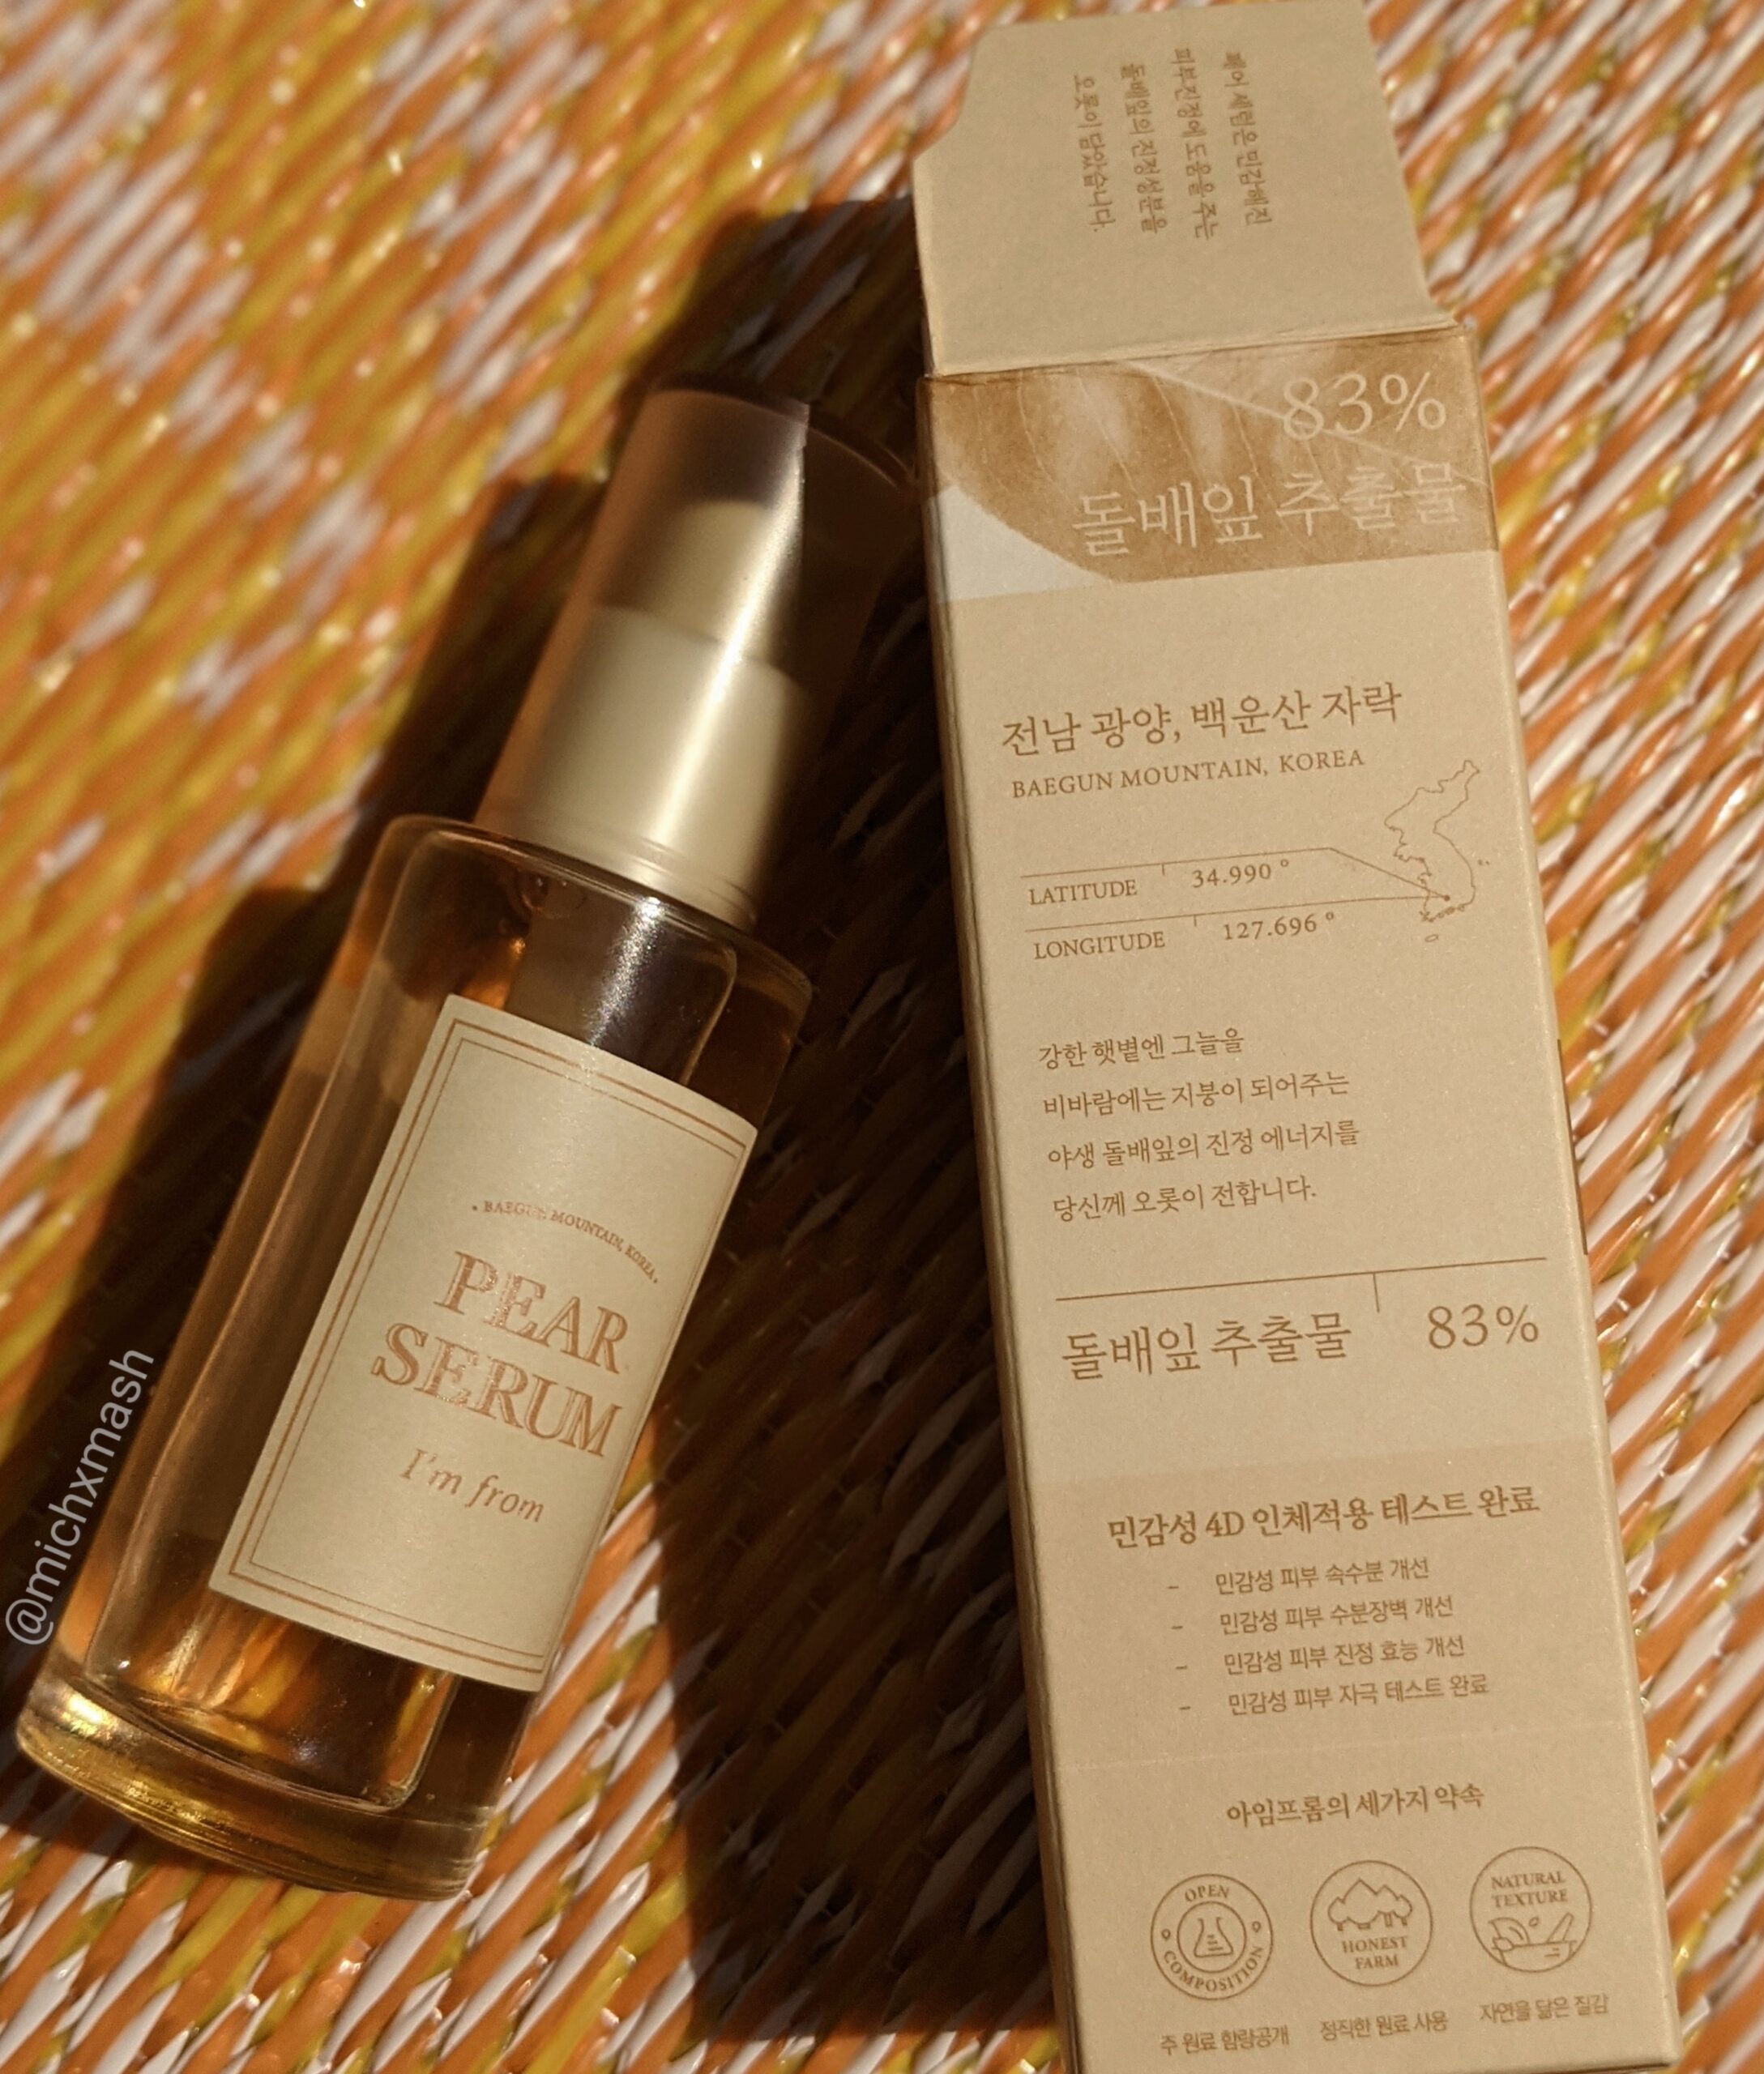 페어 세럼은 민감해진
피부진정에 도움을 주는
돌배잎의 진정성분을
오롯이 담았습니다.
83%
돌배잎 추출물
전남 광양, 백운산 자락
BAEGUN MOUNTAIN, KOREA
LATITUDE 34.990 °
LONGITUDE 127.696 °
강한 햇볕엔 그늘을
비바람에는 지붕이 되어주는
야생 돌배잎의 진정 에너지를
당신께 오롯이 전합니다.
돌배잎 추출물 83%
민감성 4D 인체적용 테스트 완료
- 민감성 피부 속수분 개선
- 민감성 피부 수분장벽 개선
- 민감성 피부 진정 효능 개선
- 민감성 피부 자극 테스트 완료
아임프롬의 세가지 약속
OPEN
COMPOSITION
HONEST
FARM
NATURAL
TEXTURE
주 원료 함량공개
정직한 원료 사용
자연을 닮은 질감
• BAEGUN MOUNTAIN, KOREA •
PEAR
SERUM
I'm from
@michxmash